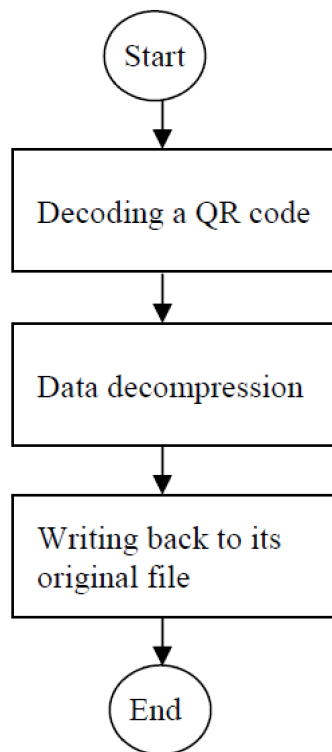 Start
Decoding a QR code
Data decompression
Writing back to its
original file
End